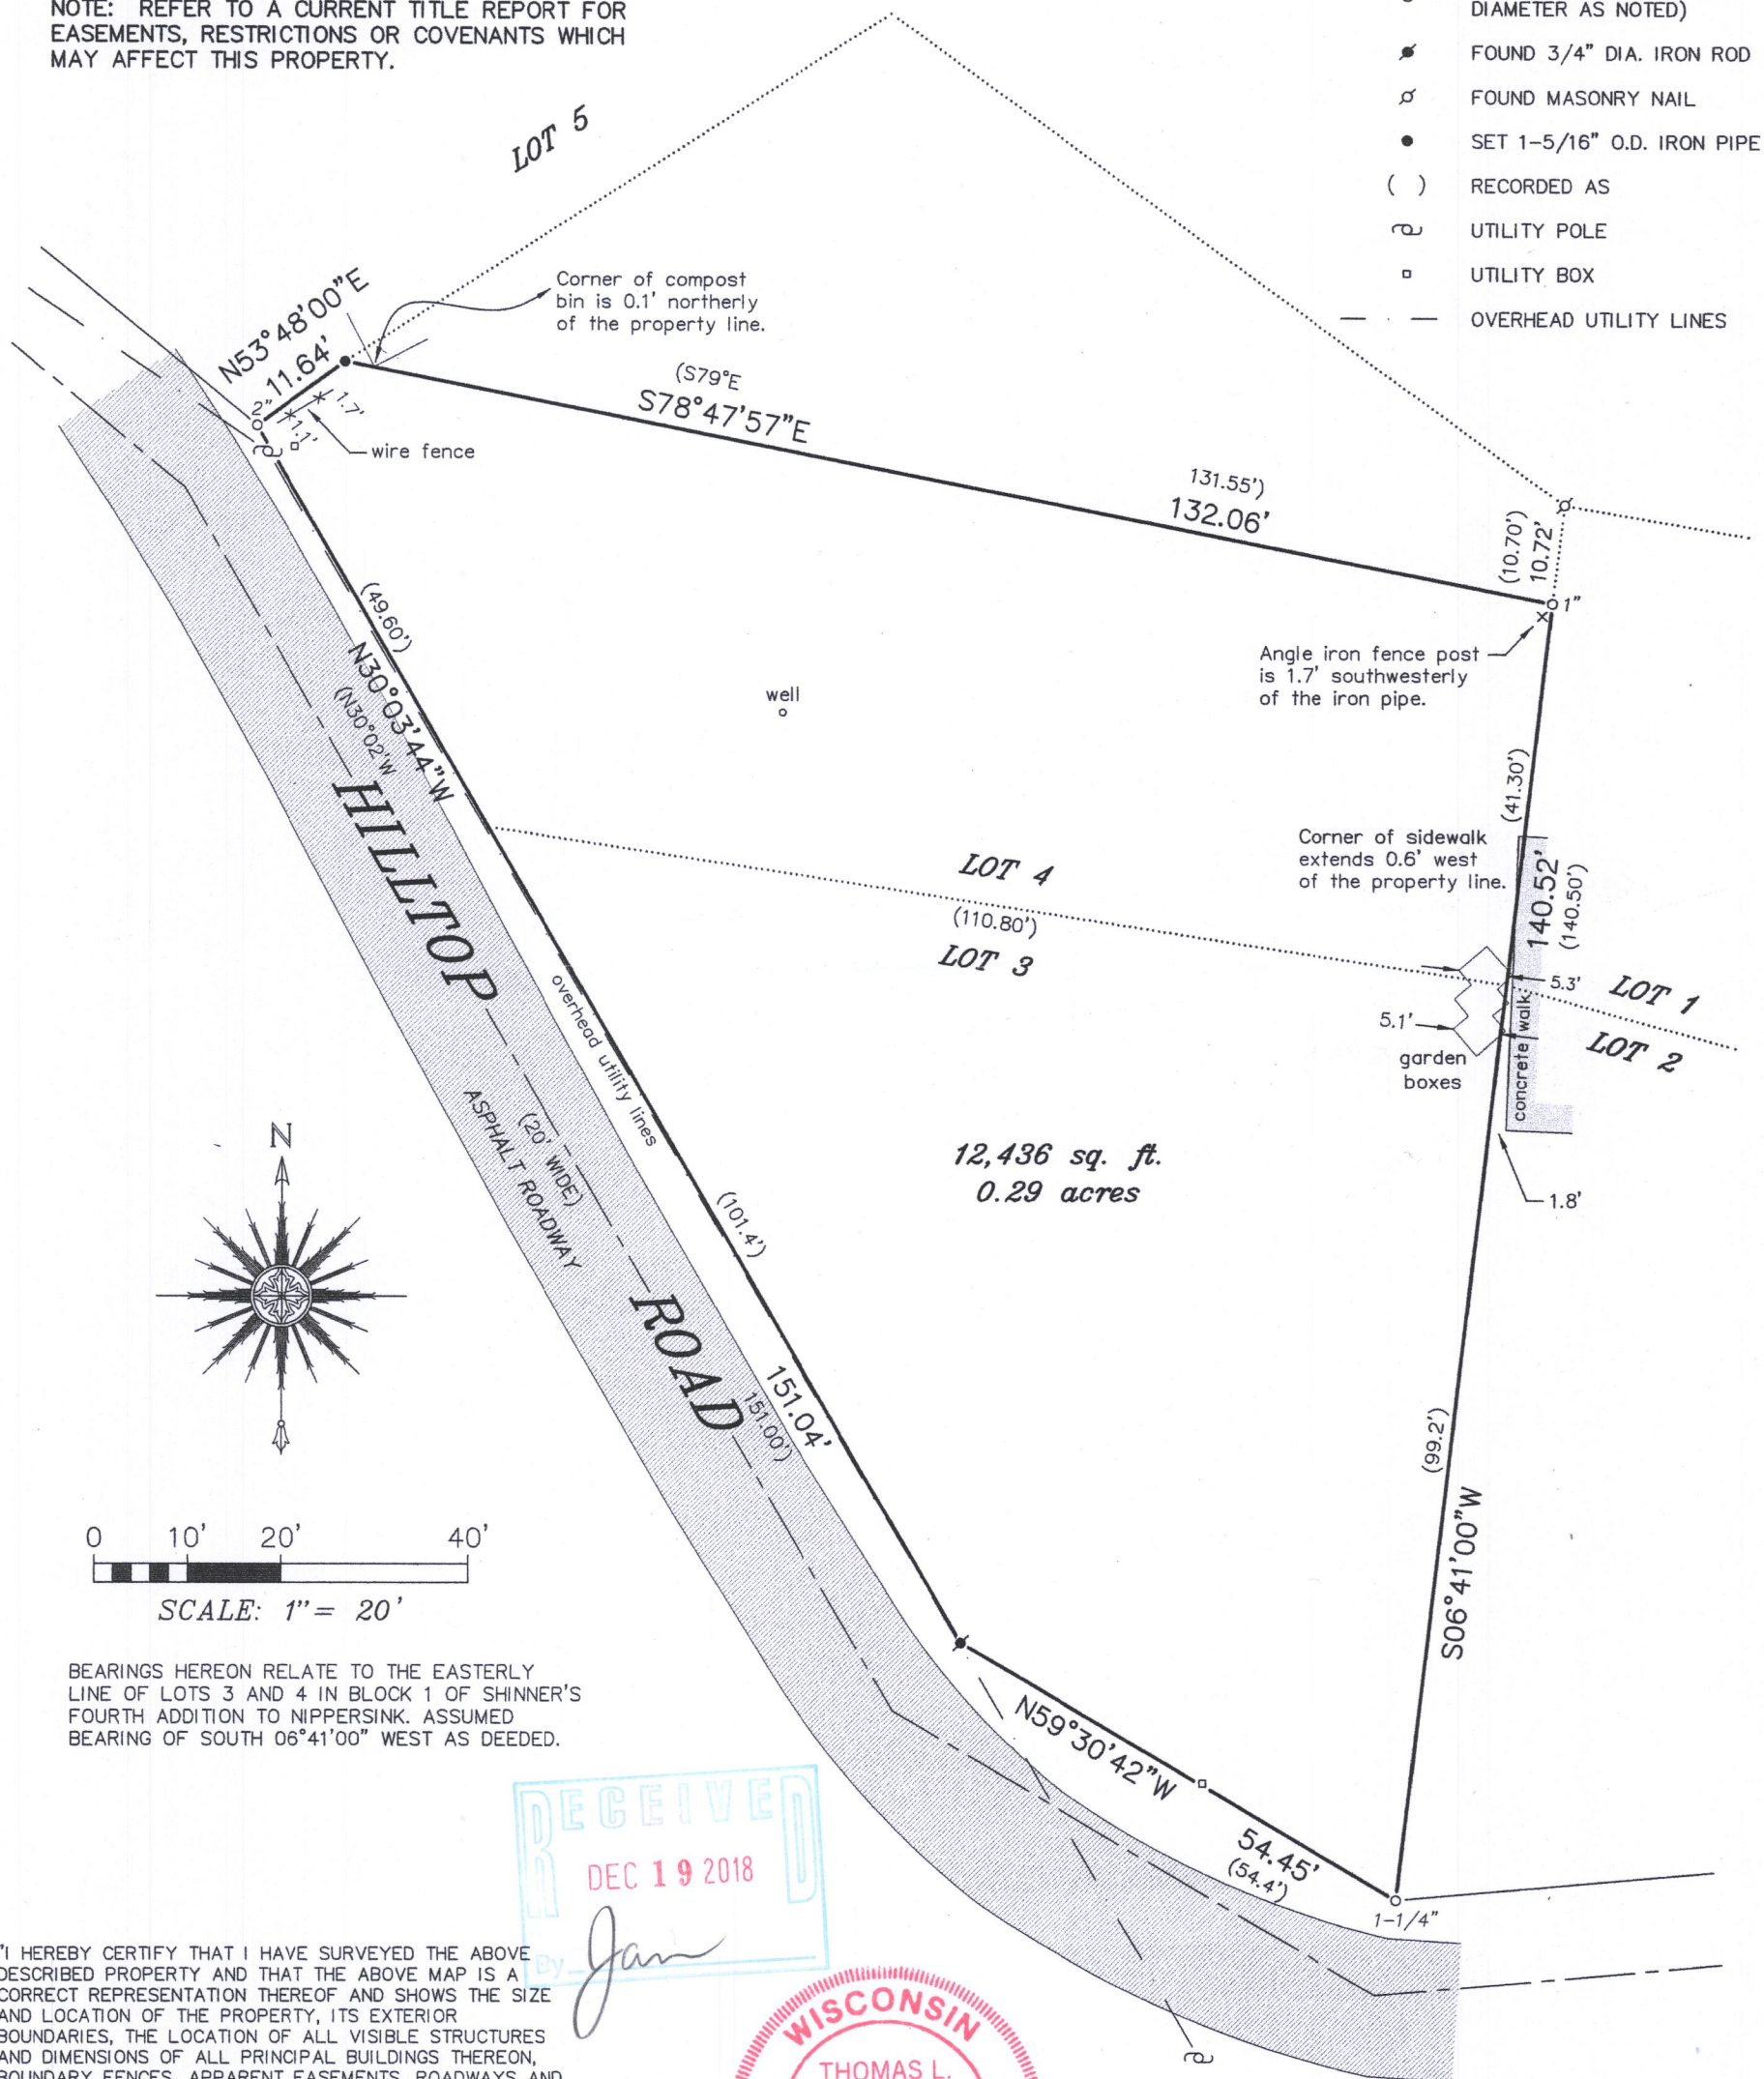 NOTE: REFER TO A CURRENT TITLE REPORT FOR
EASEMENTS, RESTRICTIONS OR COVENANTS WHICH
MAY AFFECT THIS PROPERTY.
DIAMETER AS NOTED)
FOUND 3/4" DIA. IRON ROD
FOUND MASONRY NAIL
SET 1-5/16" O.D. IRON PIPE
( ) RECORDED AS
UTILITY POLE
UTILITY BOX
OVERHEAD UTILITY LINES
LOT 5
Corner of compost
bin is 0.1' northerly
of the property line.
N53°48'00"E
11.64'
2"
1.7'
1.1'
wire fence
(S79°E
S78°47'57"E
131.55')
132.06'
(10.70')
10.72'
1"
Angle iron fence post
is 1.7' southwesterly
of the iron pipe.
(49.60')
N30°03'44"W
(N30°02'W
well
(41.30')
Corner of sidewalk
extends 0.6' west
of the property line.
140.52'
(140.50')
LOT 4
(110.80')
LOT 3
5.3'
LOT 1
LOT 2
5.1'
garden
boxes
concrete walk
1.8'
HILLTOP
overhead utility lines
(20' WIDE)
ASPHALT ROADWAY
12,436 sq. ft.
0.29 acres
(101.4')
ROAD
151.04'
151.00')
N
(99.2')
S06°41'00"W
0 10' 20' 40'
SCALE: 1"= 20'
BEARINGS HEREON RELATE TO THE EASTERLY
LINE OF LOTS 3 AND 4 IN BLOCK 1 OF SHINNER'S
FOURTH ADDITION TO NIPPERSINK. ASSUMED
BEARING OF SOUTH 06°41'00" WEST AS DEEDED.
N59°30'42"W
54.45'
(54.4')
1-1/4"
RECEIVED
DEC 19 2018
By
"I HEREBY CERTIFY THAT I HAVE SURVEYED THE ABOVE
DESCRIBED PROPERTY AND THAT THE ABOVE MAP IS A
CORRECT REPRESENTATION THEREOF AND SHOWS THE SIZE
AND LOCATION OF THE PROPERTY, ITS EXTERIOR
BOUNDARIES, THE LOCATION OF ALL VISIBLE STRUCTURES
AND DIMENSIONS OF ALL PRINCIPAL BUILDINGS THEREON,
BOUNDARY FENCES, APPARENT EASEMENTS, ROADWAYS AND
WISCONSIN
THOMAS L.